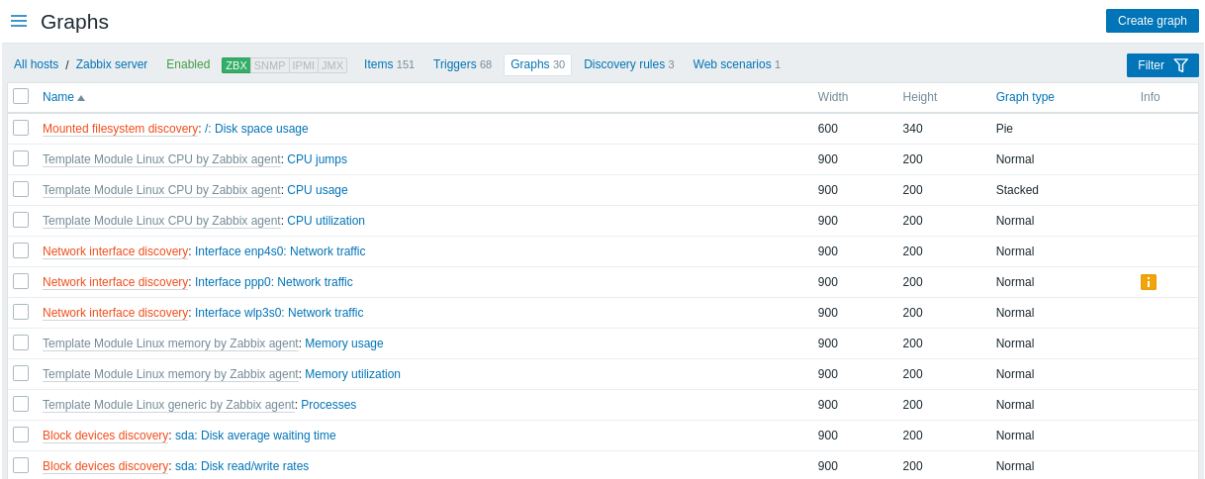 Graphs
Create graph
All hosts / Zabbix server Enabled ZBX SNMP IPMI JMX Items 151 Triggers 68 Graphs 30 Discovery rules 3 Web scenarios 1 Filter
Name Width Height Graph type Info
Mounted filesystem discovery: /: Disk space usage 600 340 Pie
Template Module Linux CPU by Zabbix agent: CPU jumps 900 200 Normal
Template Module Linux CPU by Zabbix agent: CPU usage 900 200 Stacked
Template Module Linux CPU by Zabbix agent: CPU utilization 900 200 Normal
Network interface discovery: Interface enp4s0: Network traffic 900 200 Normal
Network interface discovery: Interface ppp0: Network traffic 900 200 Normal i
Network interface discovery: Interface wlp3s0: Network traffic 900 200 Normal
Template Module Linux memory by Zabbix agent: Memory usage 900 200 Normal
Template Module Linux memory by Zabbix agent: Memory utilization 900 200 Normal
Template Module Linux generic by Zabbix agent: Processes 900 200 Normal
Block devices discovery: sda: Disk average waiting time 900 200 Normal
Block devices discovery: sda: Disk read/write rates 900 200 Normal